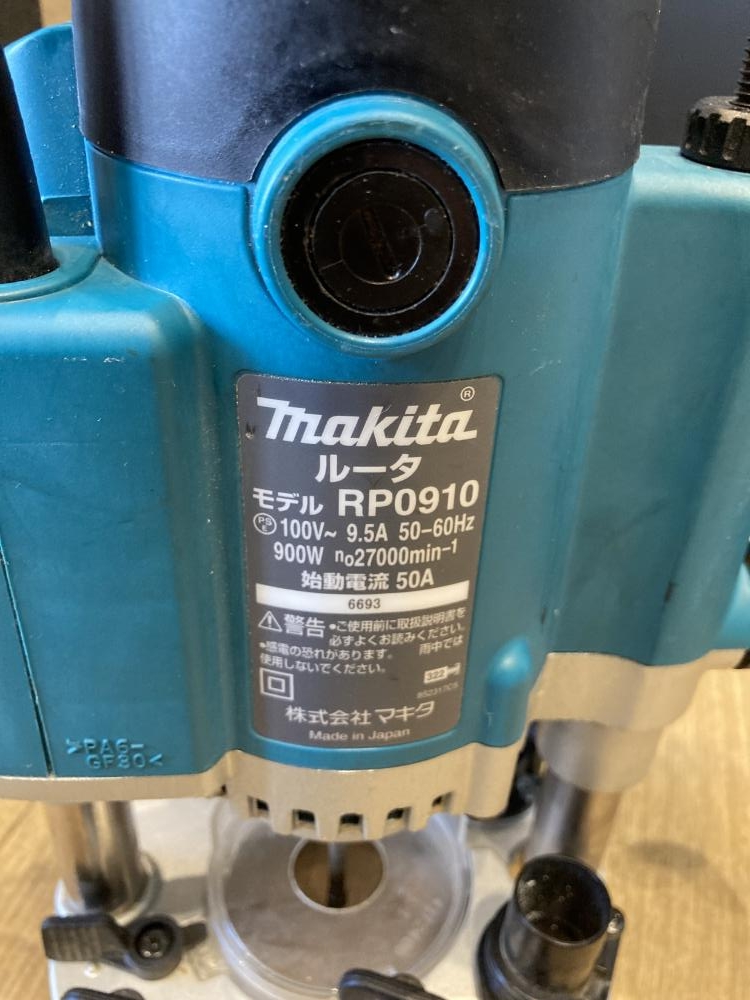 makita®
ルータ
モデル RP0910
PSE 100V~ 9.5A 50-60Hz
900W n₀27000min-1
始動電流 50A
6693
⚠警告 •ご使用前に取扱説明書を
必ずよくお読みください。
•感電の恐れがあります。雨中では
使用しないでください。
322
852317C5
株式会社 マキタ
Made in Japan
>PA6-
GF30<